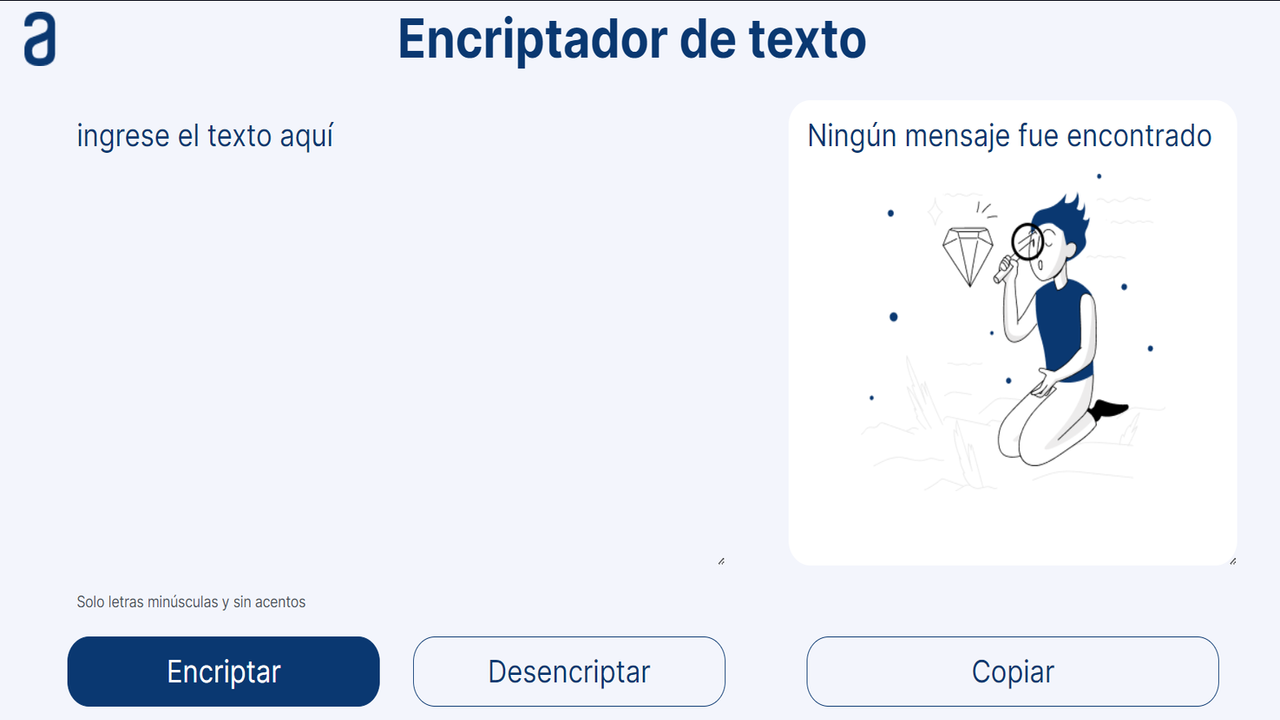 a
Encriptador de texto
ingrese el texto aquí
Ningún mensaje fue encontrado
Solo letras minúsculas y sin acentos
Encriptar
Desencriptar
Copiar